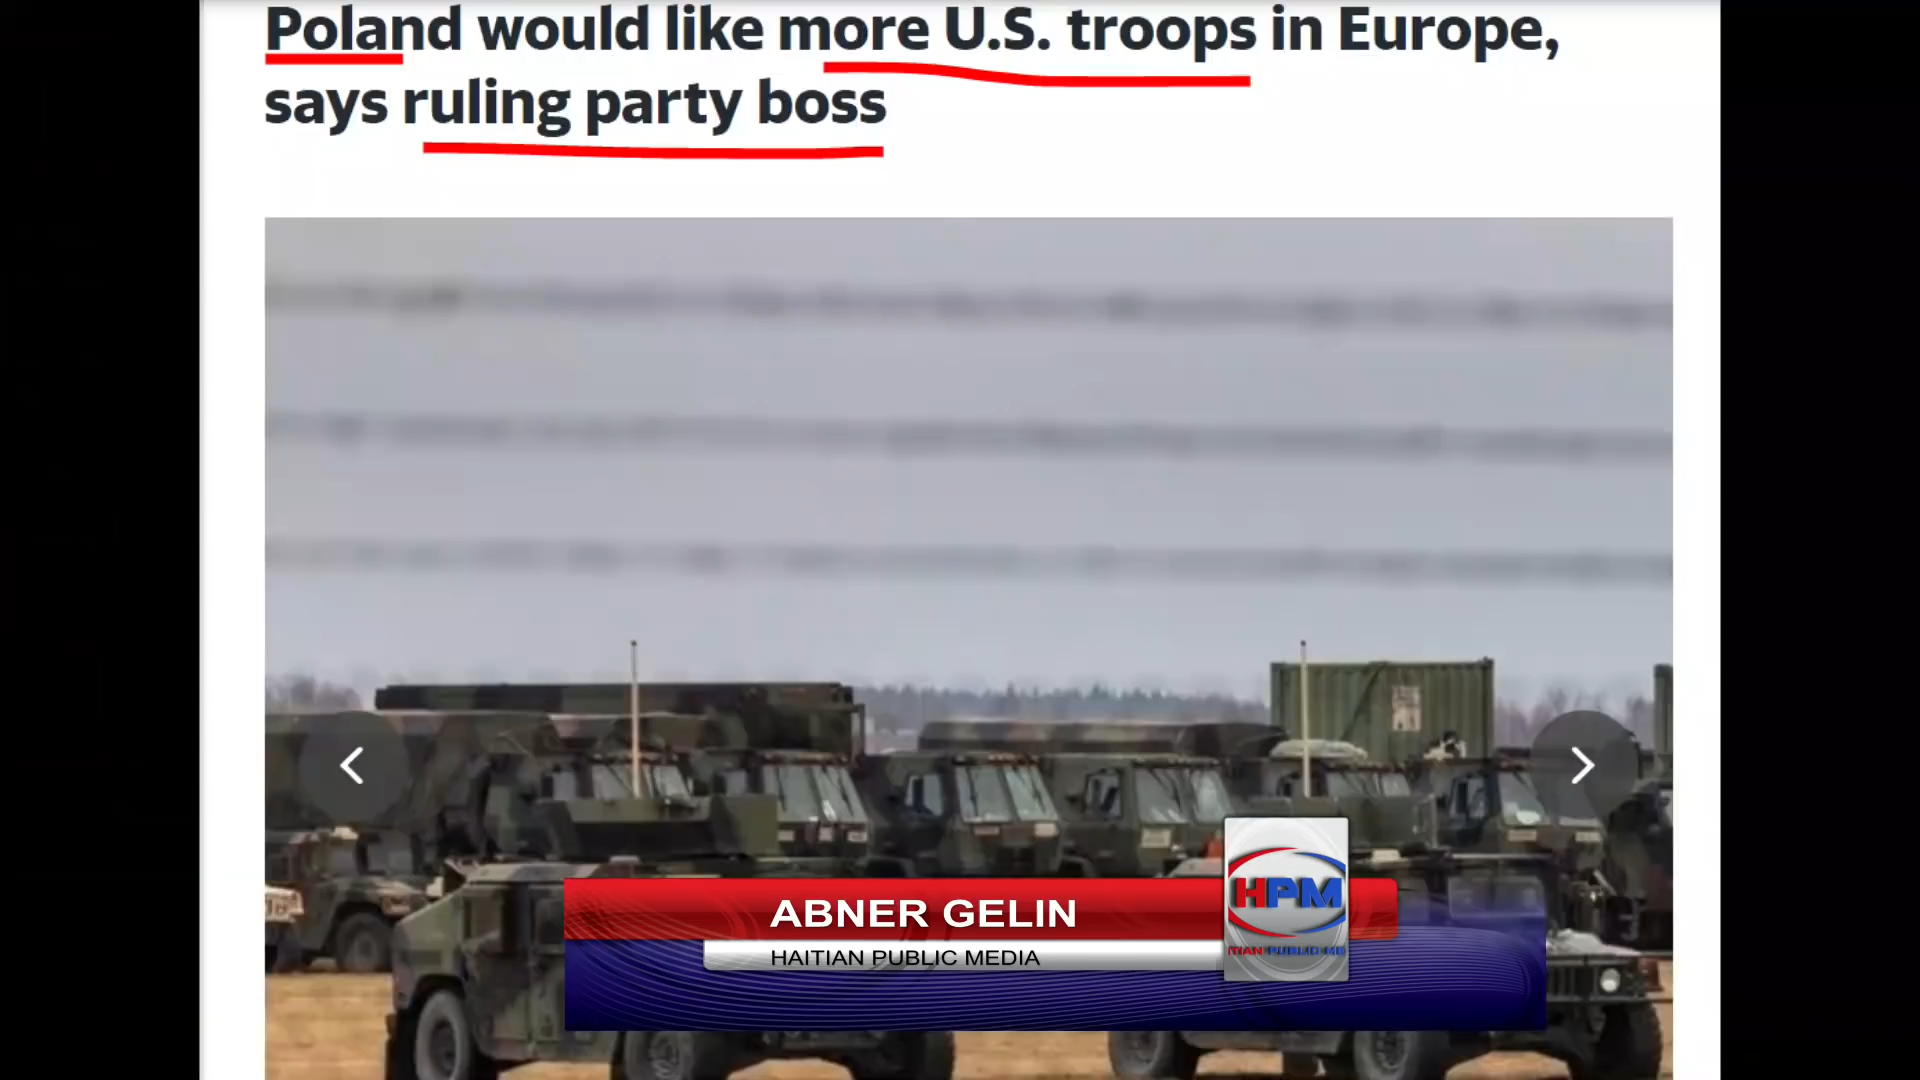 Poland would like more U.S. troops in Europe,
says ruling party boss
ABNER GELIN
HPM
HAITIAN PUBLIC MEDIA